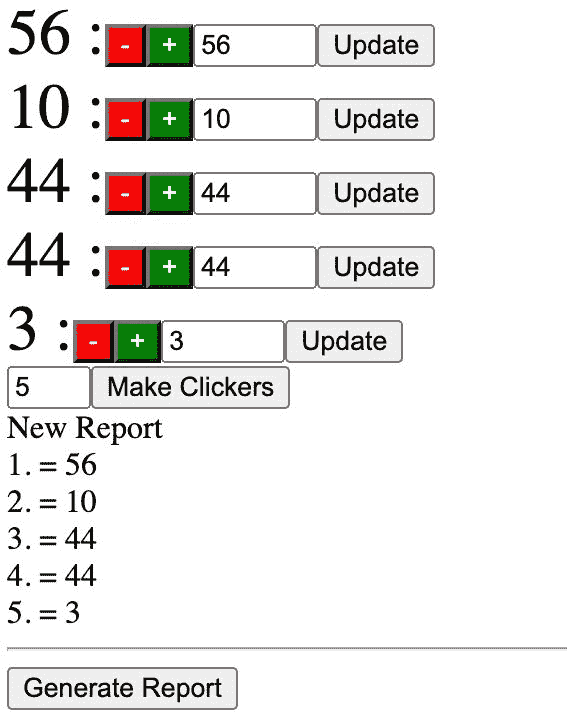 56 : - + 56 Update
10 : - + 10 Update
44 : - + 44 Update
44 : - + 44 Update
3 : - + 3 Update
5 Make Clickers
New Report
1. = 56
2. = 10
3. = 44
4. = 44
5. = 3
Generate Report